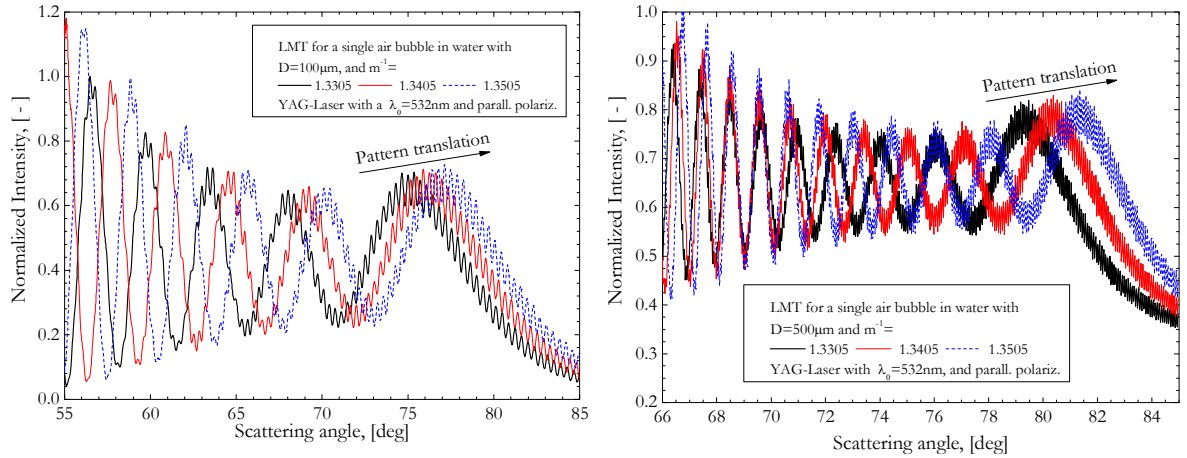 1.2
1.0
0.8
0.6
0.4
0.2
0.0
Normalized Intensity, [ - ]
LMT for a single air bubble in water with
D=100μm, and m⁻¹=
1.3305 1.3405 1.3505
YAG-Laser with a λ₀=532nm and parall. polariz.
Pattern translation
55 60 65 70 75 80 85
Scattering angle, [deg]
1.0
0.9
0.8
0.7
0.6
0.5
0.4
0.3
0.2
Normalized Intensity, [ - ]
Pattern translation
LMT for a single air bubble in water with
D=500μm and m⁻¹=
1.3305 1.3405 1.3505
YAG-Laser with λ₀=532nm, and parall. polariz.
66 68 70 72 74 76 78 80 82 84
Scattering angle, [deg]